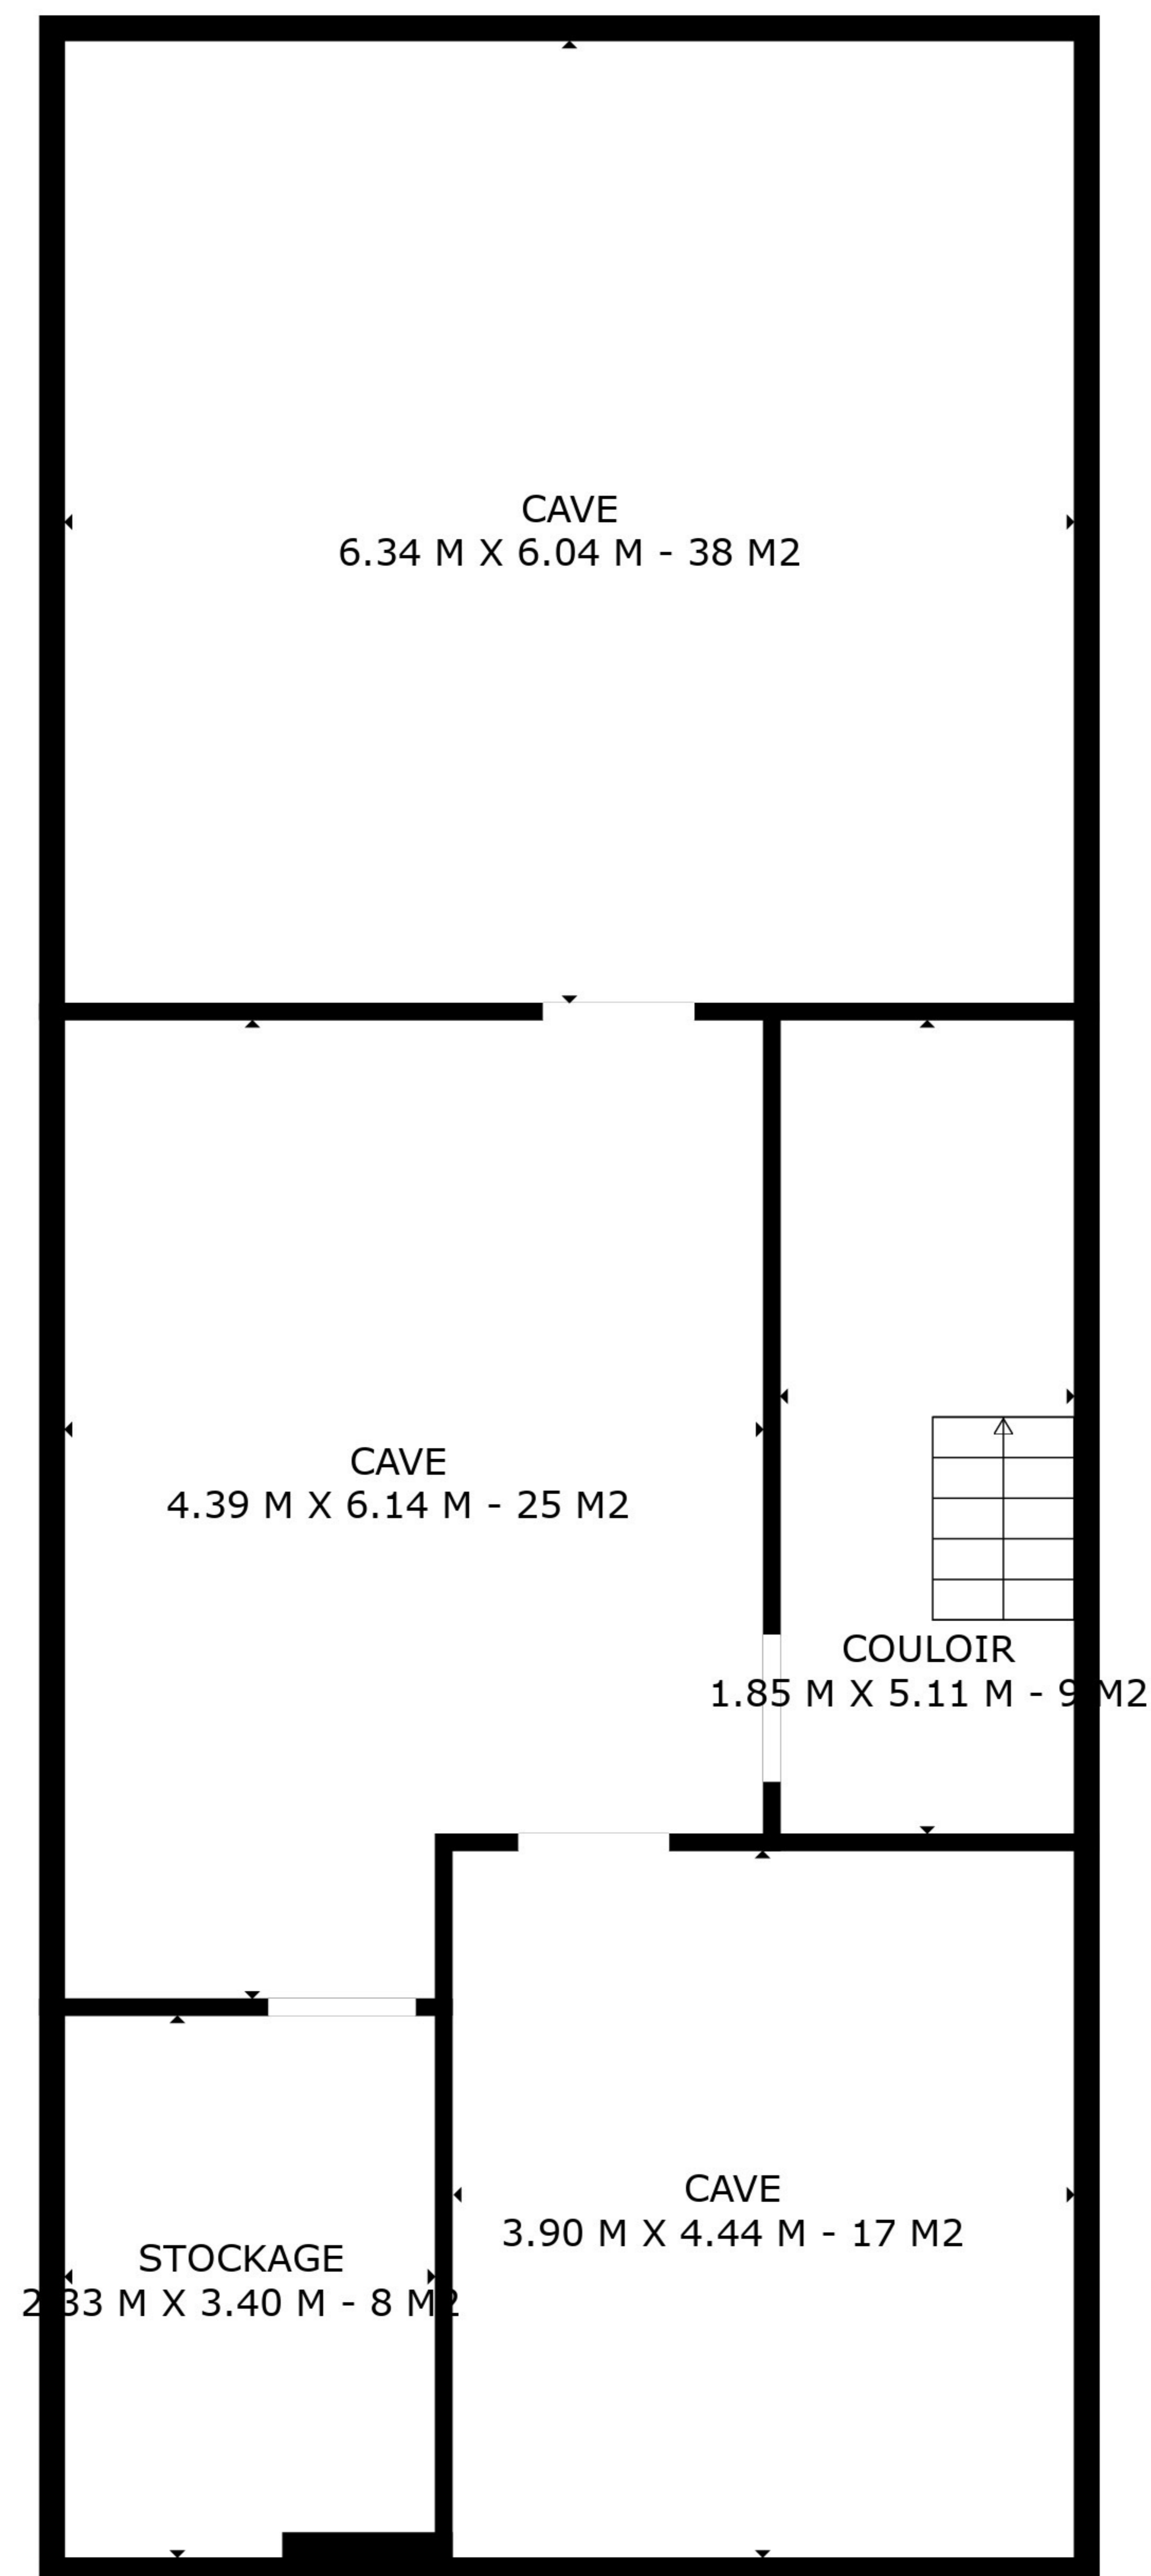 CAVE
6.34 M X 6.04 M - 38 M2
CAVE
4.39 M X 6.14 M - 25 M2
COULOIR
1.85 M X 5.11 M - 9 M2
CAVE
3.90 M X 4.44 M - 17 M2
STOCKAGE
2.33 M X 3.40 M - 8 M2